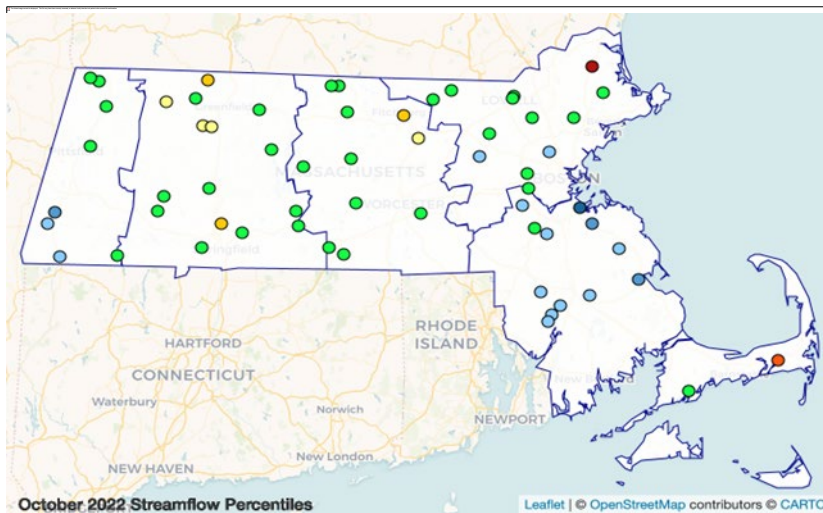 LOWELL
MASSACHUSETTS
WORCESTER
BOSTON
HARTFORD
RHODE
ISLAND
CONNECTICUT
Waterbury
Norwich
NEWPORT
New London
NEW HAVEN
October 2022 Streamflow Percentiles
Leaflet | © OpenStreetMap contributors © CARTO